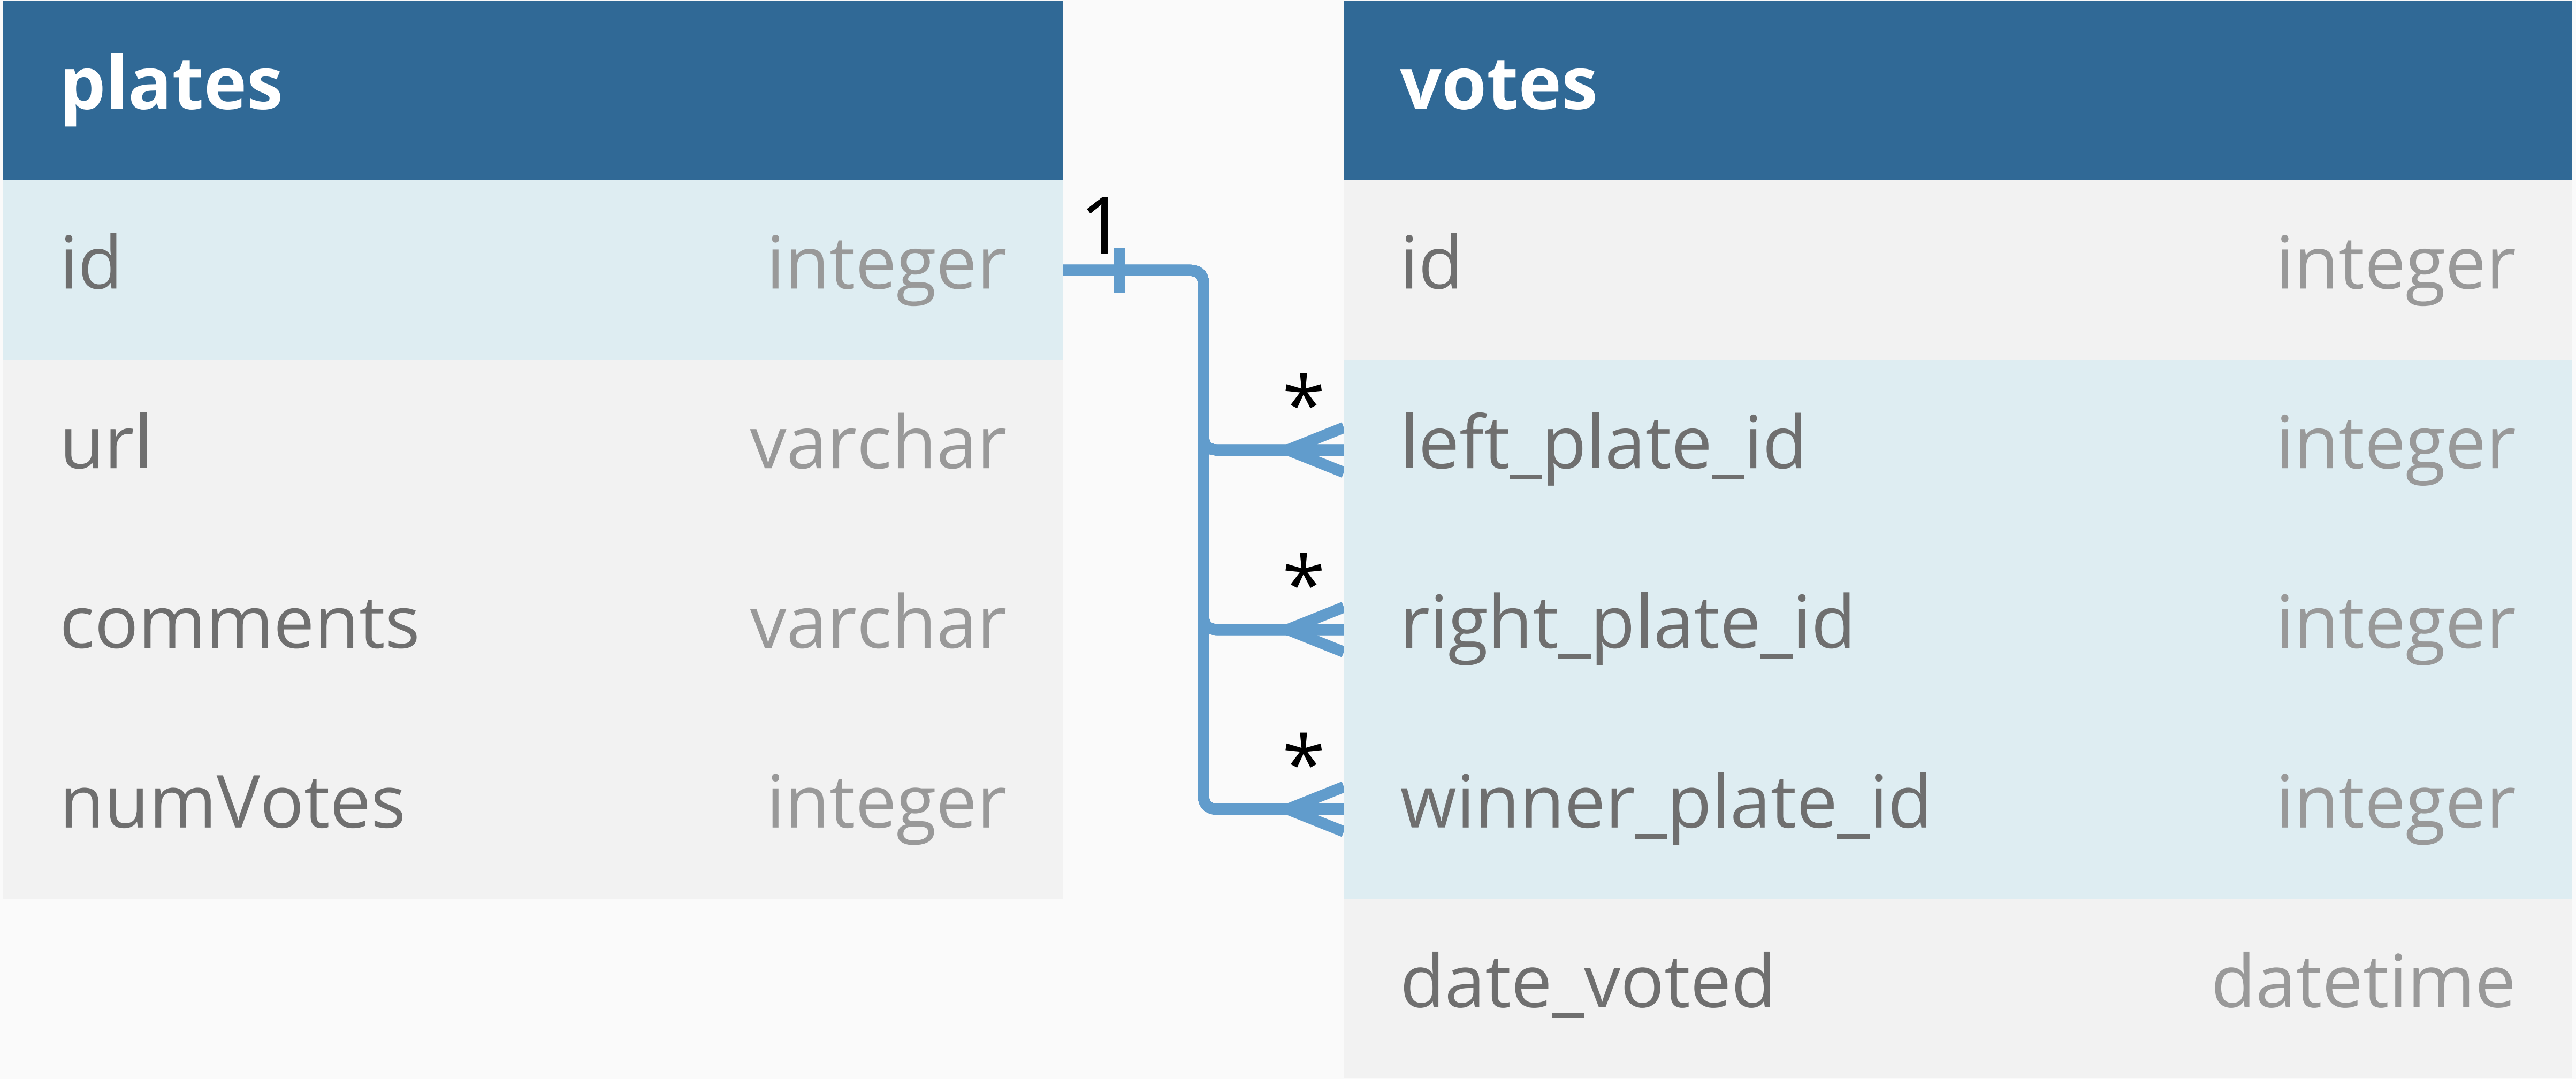 plates
id integer
url varchar
comments varchar
numVotes integer
1
*
*
*
votes
id integer
left_plate_id integer
right_plate_id integer
winner_plate_id integer
date_voted datetime